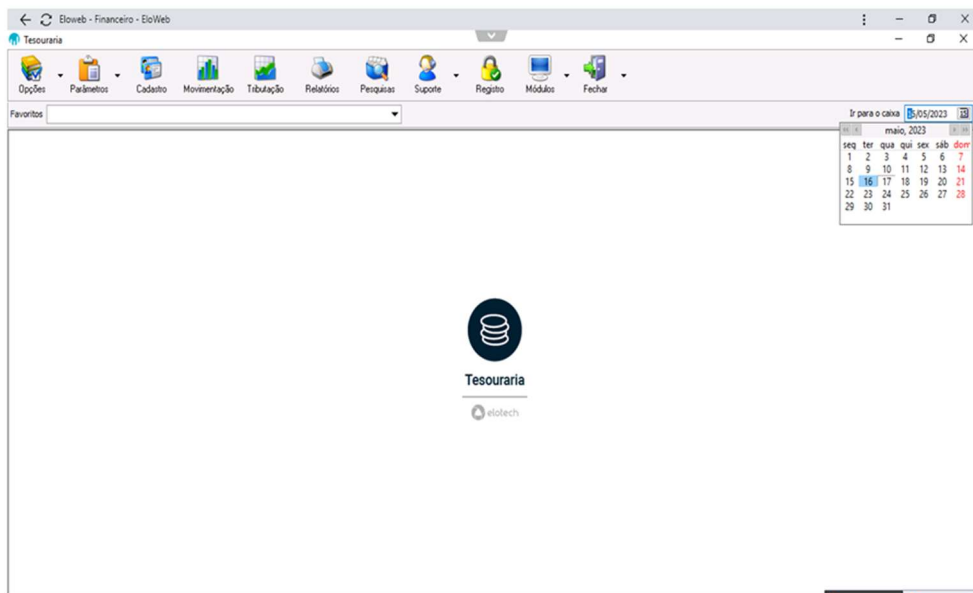 Eloweb - Financeiro - EloWeb
Tesouraria
Opções Parâmetros Cadastro Movimentação Tributação Relatórios Pesquisas Suporte Registro Módulos Fechar
Favoritos Ir para o caixa /05/2023
maio, 2023
seg ter qua qui sex sáb dom
1 2 3 4 5 6 7
8 9 10 11 12 13 14
15 16 17 18 19 20 21
22 23 24 25 26 27 28
29 30 31
Tesouraria
elotech